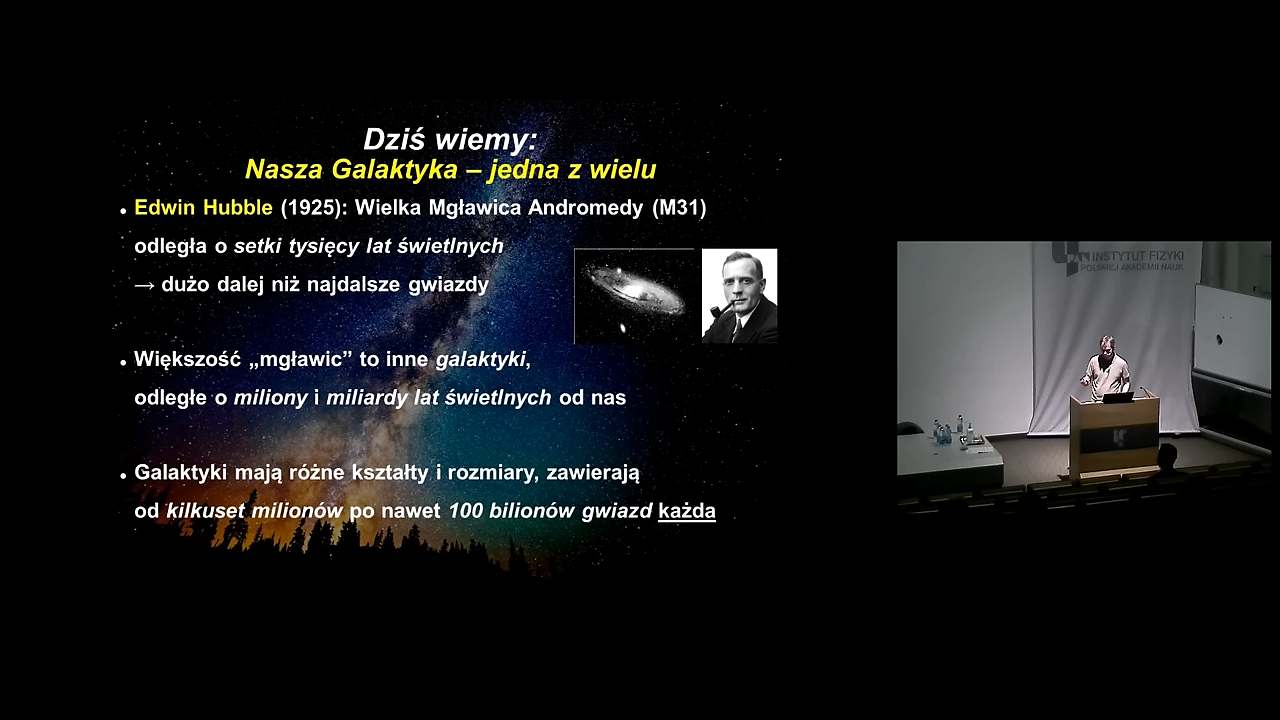 Dziś wiemy:
Nasza Galaktyka – jedna z wielu
• Edwin Hubble (1925): Wielka Mgławica Andromedy (M31)
odległa o setki tysięcy lat świetlnych
→ dużo dalej niż najdalsze gwiazdy
• Większość „mgławic” to inne galaktyki,
odległe o miliony i miliardy lat świetlnych od nas
• Galaktyki mają różne kształty i rozmiary, zawierają
od kilkuset milionów po nawet 100 bilionów gwiazd każda
INSTYTUT FIZYKI
POLSKIEJ AKADEMII NAUK